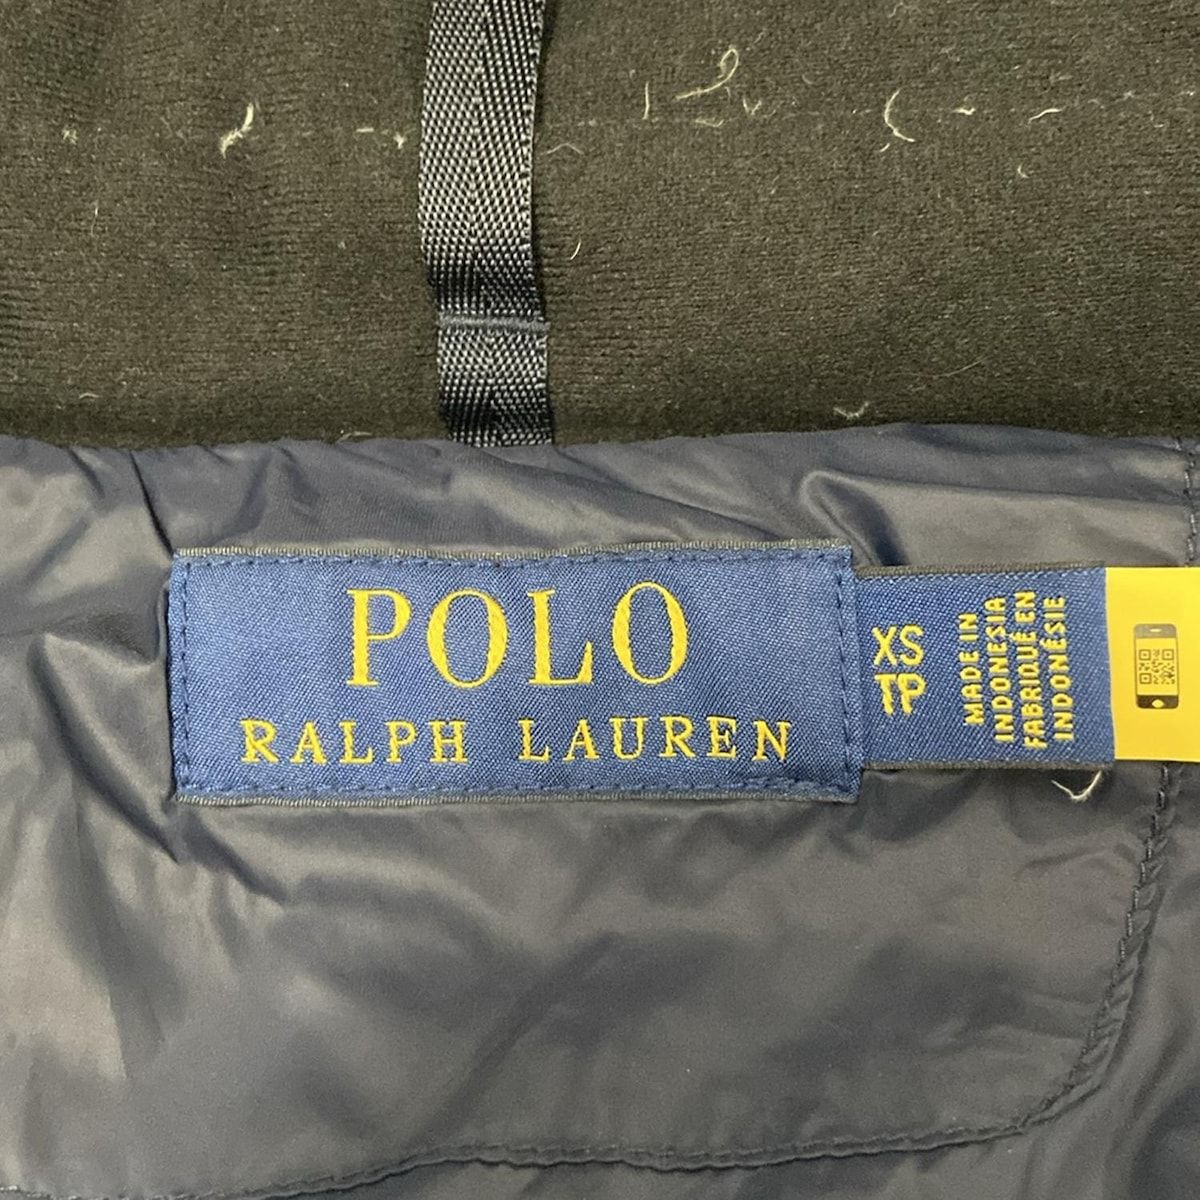 POLO
RALPH LAUREN
XS
TP
MADE IN
INDONESIA
FABRIQUÉ EN
INDONÉSIE